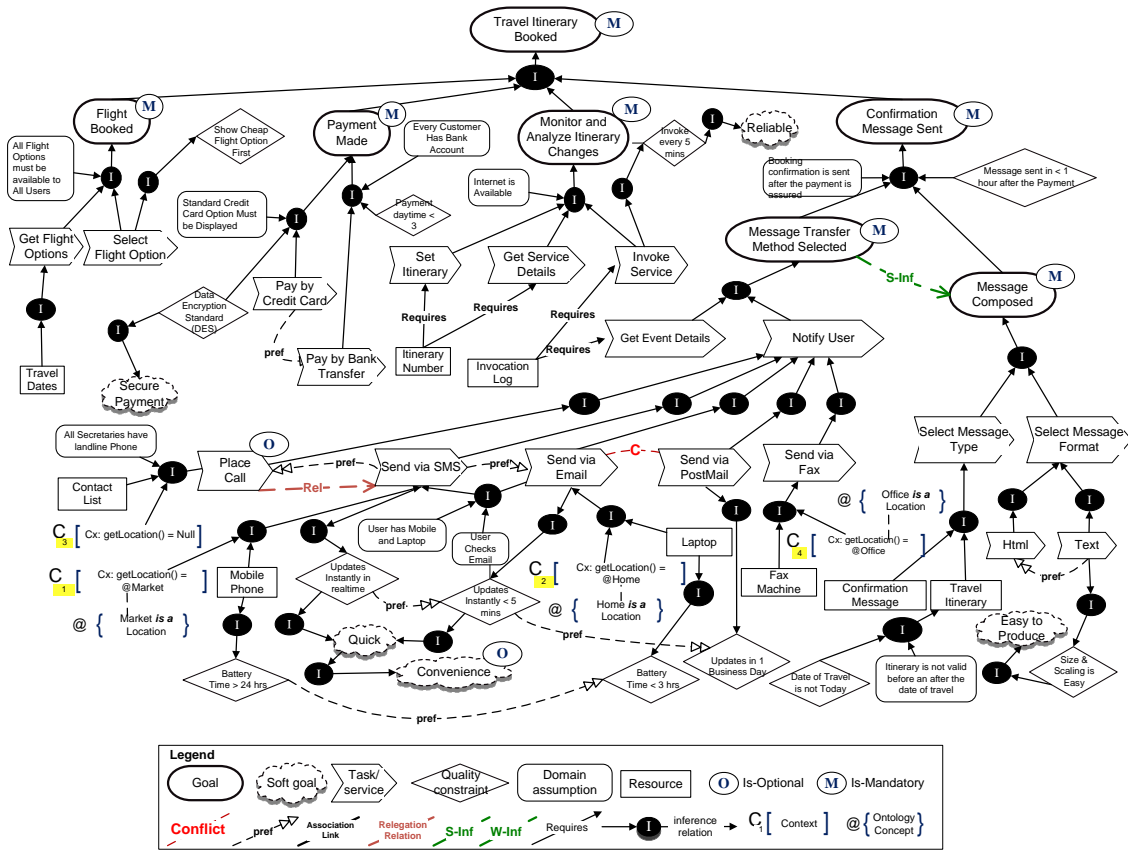 Travel Itinerary
Booked
M
I
Flight
Booked
M
Show Cheap
Flight Option
First
Payment
Made
M
Every Customer
Has Bank
Account
Monitor and
Analyze Itinerary
Changes
M
Invoke
every 5
mins
I
Reliable
Confirmation
Message Sent
M
All Flight
Options
must be
available to
All Users
I
I
Standard Credit
Card Option Must
be Displayed
I
I
Payment
daytime <
3
Internet is
Available
I
I
Booking
confirmation is sent
after the payment is
assured
I
Message sent in < 1
hour after the Payment
Get Flight
Options
Select
Flight Option
Set
Itinerary
Get Service
Details
Invoke
Service
Message Transfer
Method Selected
M
S-Inf
Message
Composed
M
I
Travel
Dates
I
Data
Encryption
Standard
(DES)
Secure
Payment
Pay by
Credit Card
pref
Pay by Bank
Transfer
Requires
Requires
Requires
Requires
Itinerary
Number
Invocation
Log
I
Get Event Details
Notify User
I
I
I
I
I
I
I
All Secretaries have
landline Phone
Contact
List
I
Place
Call
O
pref
Rel
Send via SMS
pref
Send via
Email
C
Send via
PostMail
Send via
Fax
Select Message
Type
Select Message
Format
C
3
[
Cx: getLocation() = Null
]
C
1
[
Cx: getLocation() =
@Market
]
@
{
Market is a
Location
}
I
Mobile
Phone
I
I
Updates
Instantly in
realtime
User has Mobile
and Laptop
I
User
Checks
Email
I
I
Laptop
C
2
[
Cx: getLocation() =
@Home
]
@
{
Home is a
Location
}
I
I
I
Fax
Machine
@
{
Office is a
Location
}
C
4
[
Cx: getLocation() =
@Office
]
I
Confirmation
Message
Travel
Itinerary
I
I
Html
Text
pref
Updates
Instantly < 5
mins
pref
I
Quick
I
I
Convenience
O
Battery
Time > 24 hrs
pref
Battery
Time < 3 hrs
pref
Updates in 1
Business Day
Date of Travel
is not Today
I
Itinerary is not valid
before an after the
date of travel
I
Easy to
Produce
I
Size &
Scaling is
Easy
Legend
Goal
Soft goal
Task/
service
Quality
constraint
Domain
assumption
Resource
O
Is-Optional
M
Is-Mandatory
Conflict
pref
Association
Link
Relegation
Relation
S-Inf
W-Inf
Requires
I
inference
relation
C
1
[
Context
]
@
{
Ontology
Concept
}